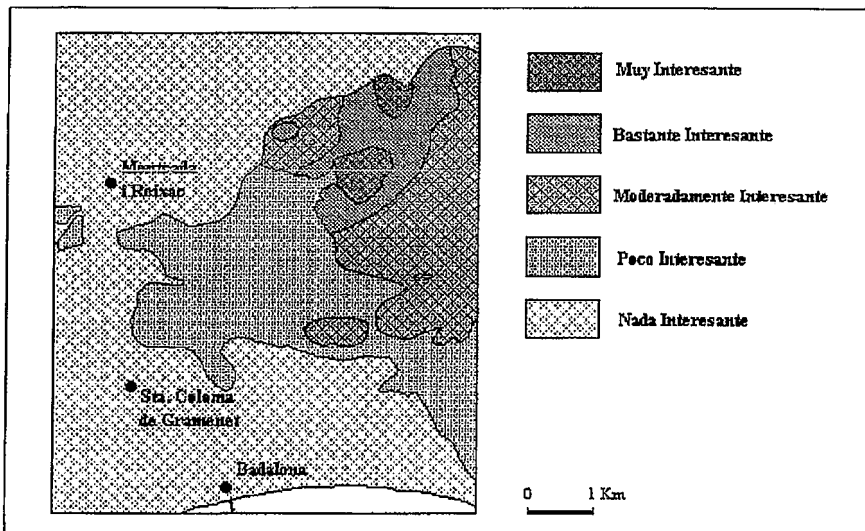 Muy Interesante
Bastante Interesante
Moderadamente Interesante
Poco Interesante
Nada Interesante
Montcada
i Reixac
Sta. Coloma
de Gramenet
Badalona
0 1 Km